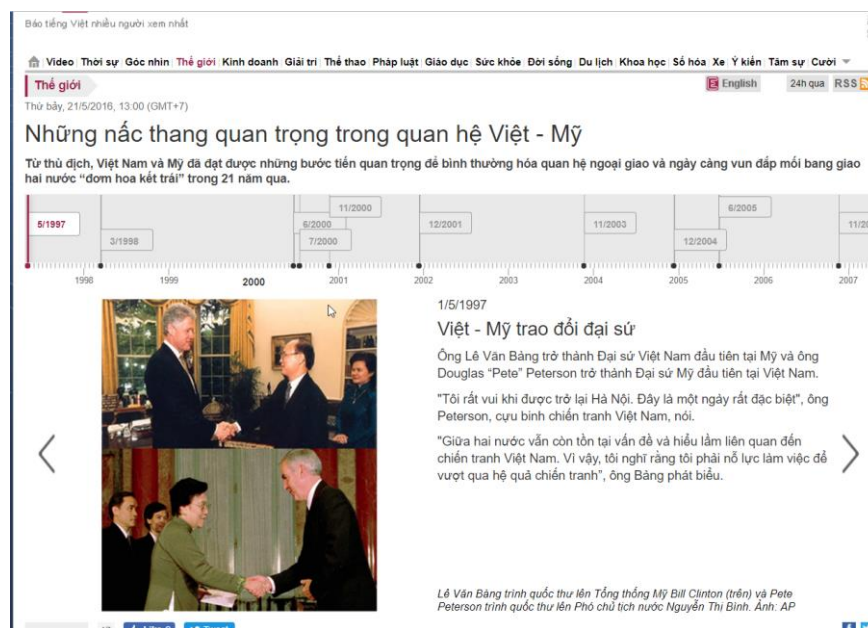 Báo tiếng Việt nhiều người xem nhất
Video Thời sự Góc nhìn Thế giới Kinh doanh Giải trí Thể thao Pháp luật Giáo dục Sức khỏe Đời sống Du lịch Khoa học Số hóa Xe Ý kiến Tâm sự Cười
Thế giới
E English 24h qua RSS
Thứ bảy, 21/5/2016, 13:00 (GMT+7)
Những nấc thang quan trọng trong quan hệ Việt - Mỹ
Từ thù địch, Việt Nam và Mỹ đã đạt được những bước tiến quan trọng để bình thường hóa quan hệ ngoại giao và ngày càng vun đắp mối bang giao
hai nước “đơm hoa kết trái” trong 21 năm qua.
11/2000 6/2005
5/1997 6/2000 12/2001 11/2003
3/1998 7/2000 12/2004
1998 1999 2000 2001 2002 2003 2004 2005 2006 2007
1/5/1997
Việt - Mỹ trao đổi đại sứ
Ông Lê Văn Bàng trở thành Đại sứ Việt Nam đầu tiên tại Mỹ và ông
Douglas “Pete” Peterson trở thành Đại sứ Mỹ đầu tiên tại Việt Nam.
"Tôi rất vui khi được trở lại Hà Nội. Đây là một ngày rất đặc biệt", ông
Peterson, cựu binh chiến tranh Việt Nam, nói.
"Giữa hai nước vẫn còn tồn tại vấn đề và hiểu lầm liên quan đến
chiến tranh Việt Nam. Vì vậy, tôi nghĩ rằng tôi phải nỗ lực làm việc để
vượt qua hệ quả chiến tranh", ông Bàng phát biểu.
Lê Văn Bàng trình quốc thư lên Tổng thống Mỹ Bill Clinton (trên) và Pete
Peterson trình quốc thư lên Phó chủ tịch nước Nguyễn Thị Bình. Ảnh: AP